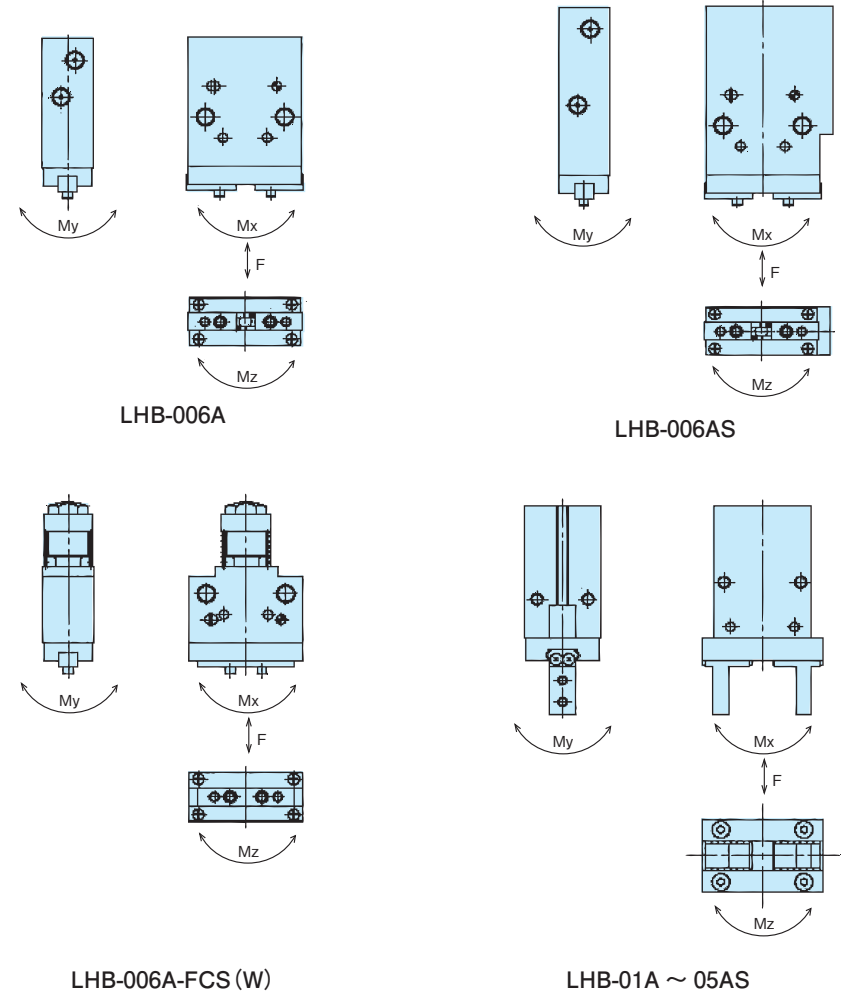 My
Mx
F
Mz
LHB-006A
My
Mx
F
Mz
LHB-006AS
My
Mx
F
Mz
LHB-006A-FCS(W)
My
Mx
F
Mz
LHB-01A ～ 05AS